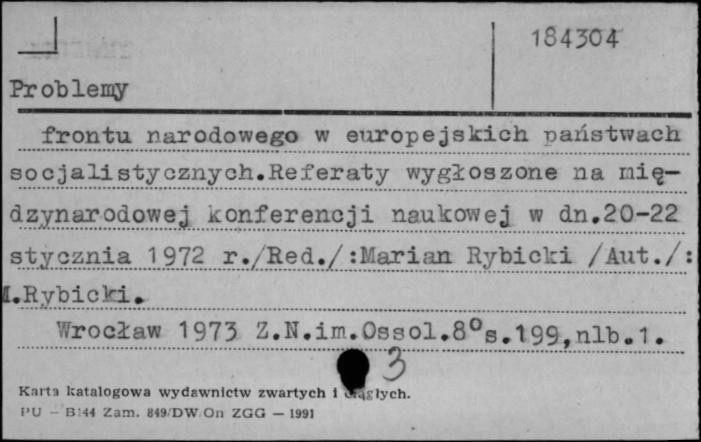 184304
Problemy
frontu narodowego w europejskich państwach
socjalistycznych.Referaty wygłoszone na mię-
dzynarodowej konferencji naukowej w dn.20-22
stycznia 1972 r./Red./:Marian Rybicki /Aut./:
M.Rybicki.
Wrocław 1973 Z.N.im.Ossol.8°s.199,nlb.1.
3
Karta katalogowa wydawnictw zwartych i ciągłych.
PU – B/44 Zam. 849/DW/On ZGG — 1991